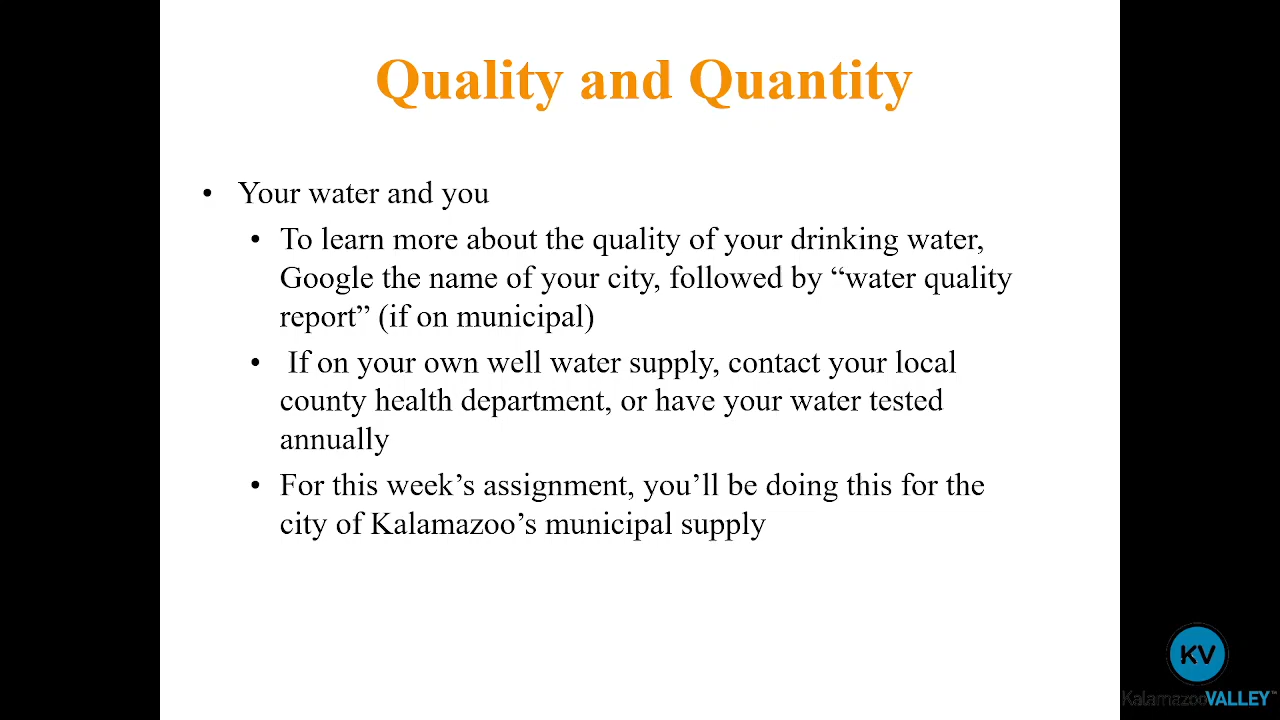 Quality and Quantity
• Your water and you
• To learn more about the quality of your drinking water,
Google the name of your city, followed by “water quality
report” (if on municipal)
• If on your own well water supply, contact your local
county health department, or have your water tested
annually
• For this week’s assignment, you’ll be doing this for the
city of Kalamazoo’s municipal supply
KV
KalamazooVALLEY™